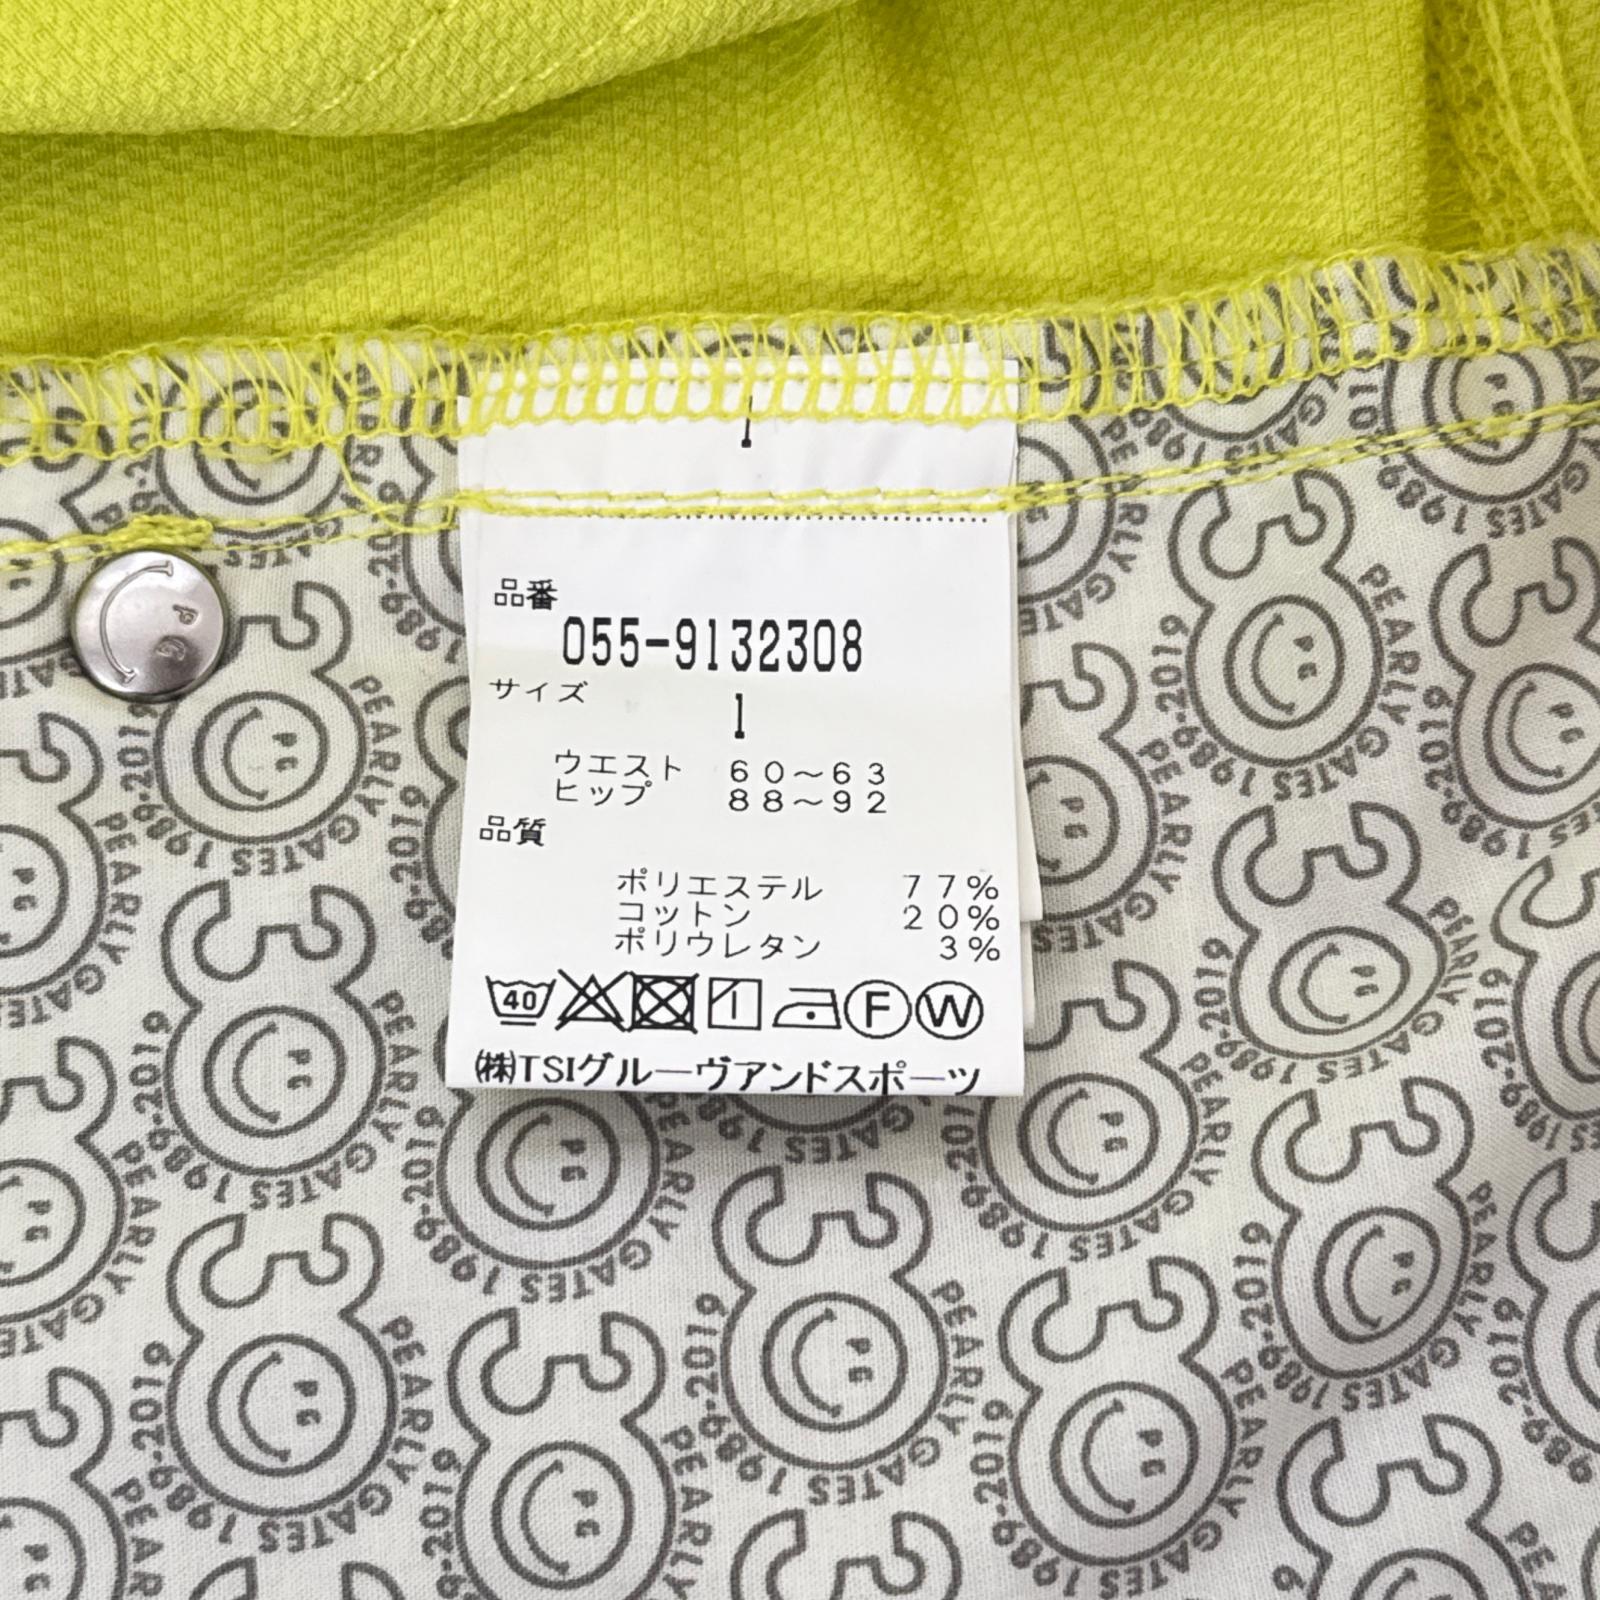 品番
055-9132308
サイズ
1
ウエスト 60～63
ヒップ 88～92
品質
ポリエステル 77%
コットン 20%
ポリウレタン 3%
40 F W
(株)TSIグルーヴアンドスポーツ
PG
PEARLY GATES 1989-2019